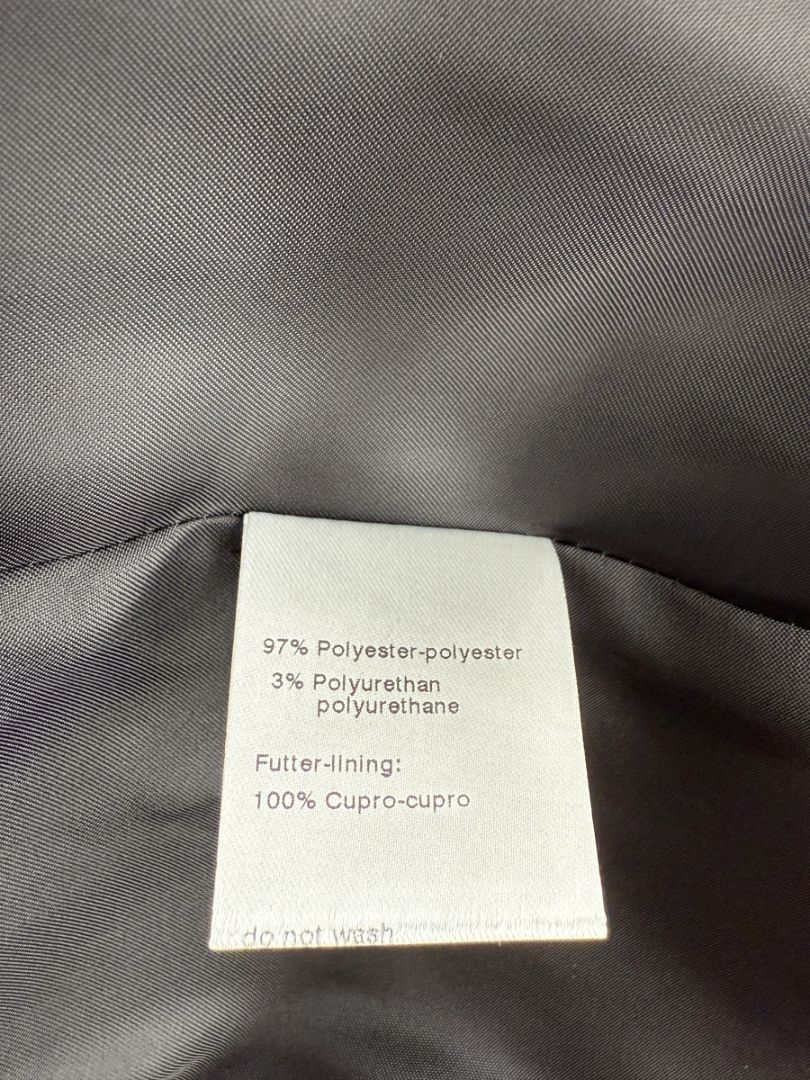 97% Polyester-polyester
3% Polyurethan
polyurethane
Futter-lining:
100% Cupro-cupro
do not wash